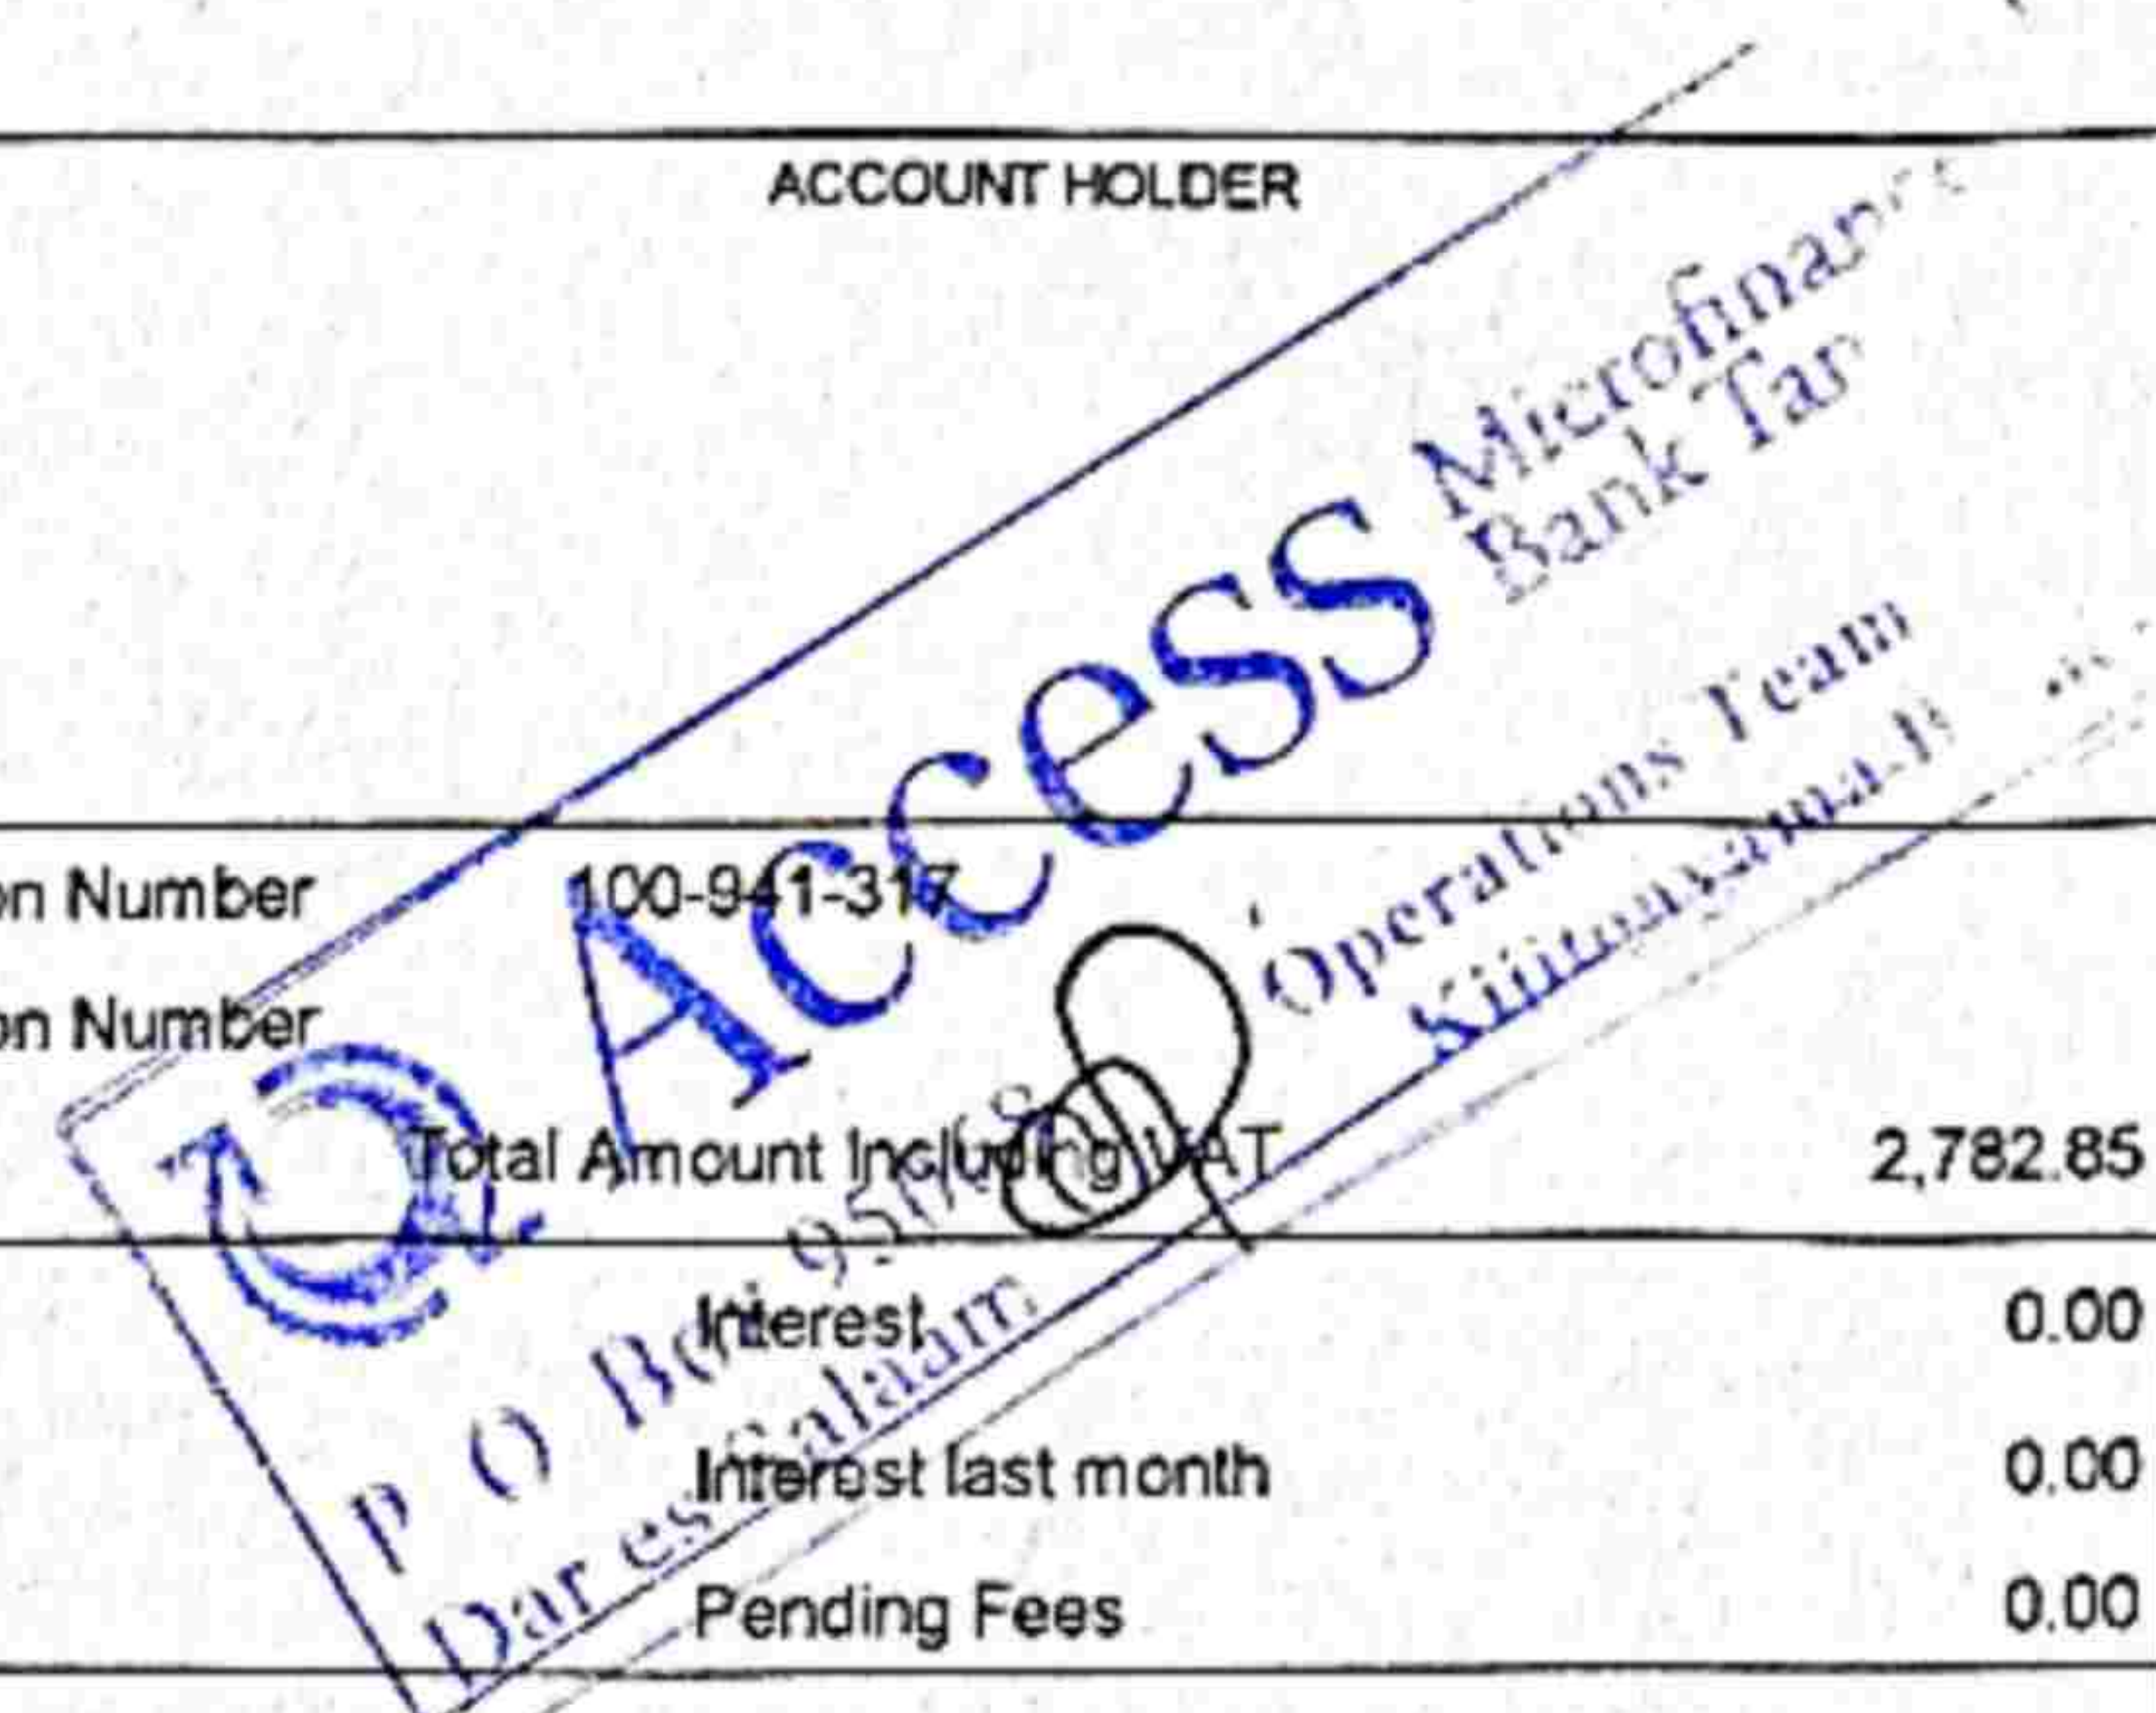 ACCOUNT HOLDER
Access
Microfinan
Bank Tan
Operations Team
on Number 100-941-317
on Number
Total Amount Including VAT 2,782.85
P O Box
Dar es Salaam
Interest 0.00
Interest last month 0.00
Pending Fees 0.00